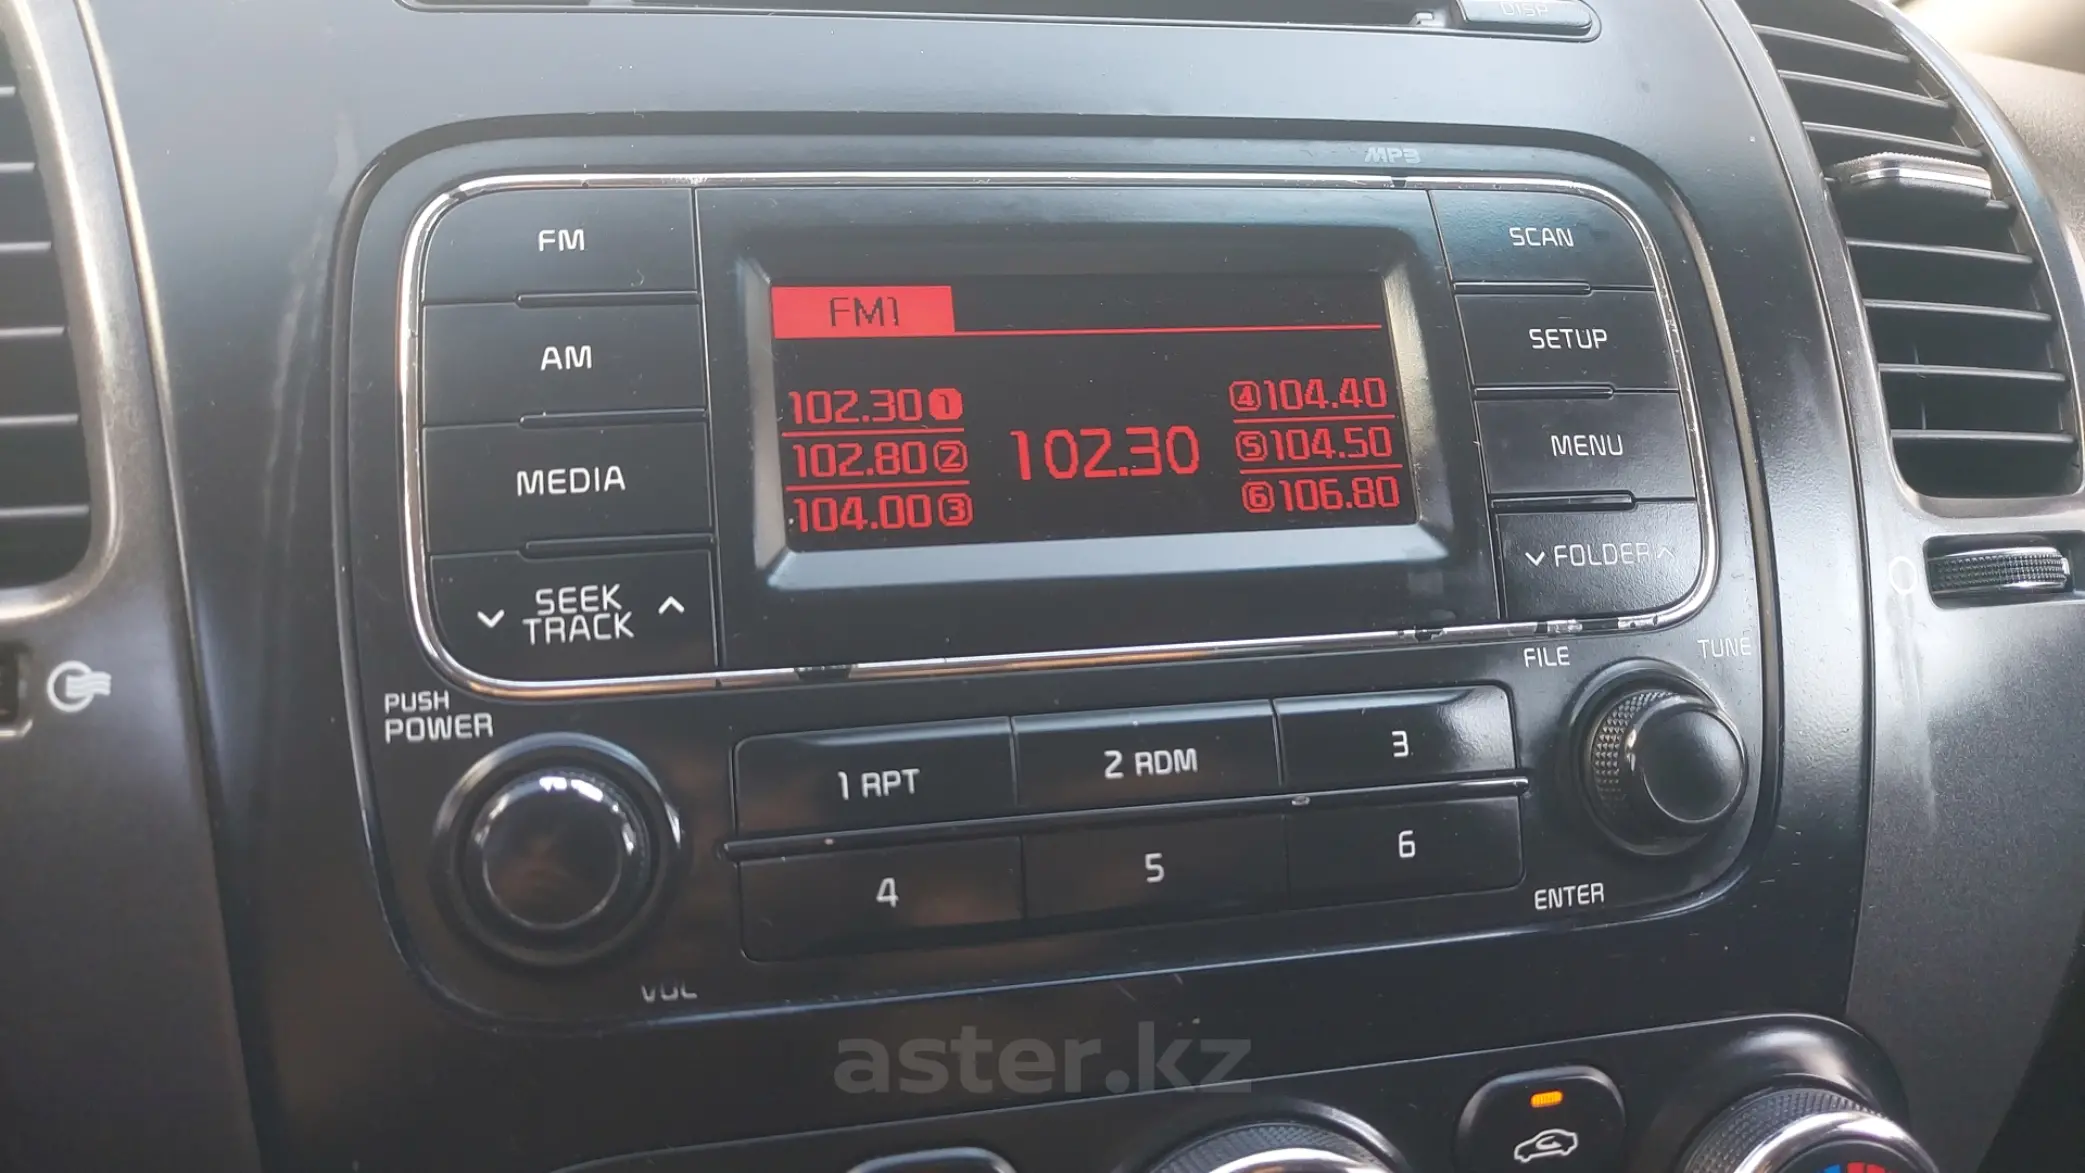 DISP
MP3
FM
AM
MEDIA
SEEK
TRACK
FM1
102.30 1
102.80 2
104.00 3
102.30
4 104.40
5 104.50
6 106.80
SCAN
SETUP
MENU
FOLDER
PUSH
POWER
VOL
1 RPT
2 RDM
3
4
5
6
FILE
TUNE
ENTER
aster.kz